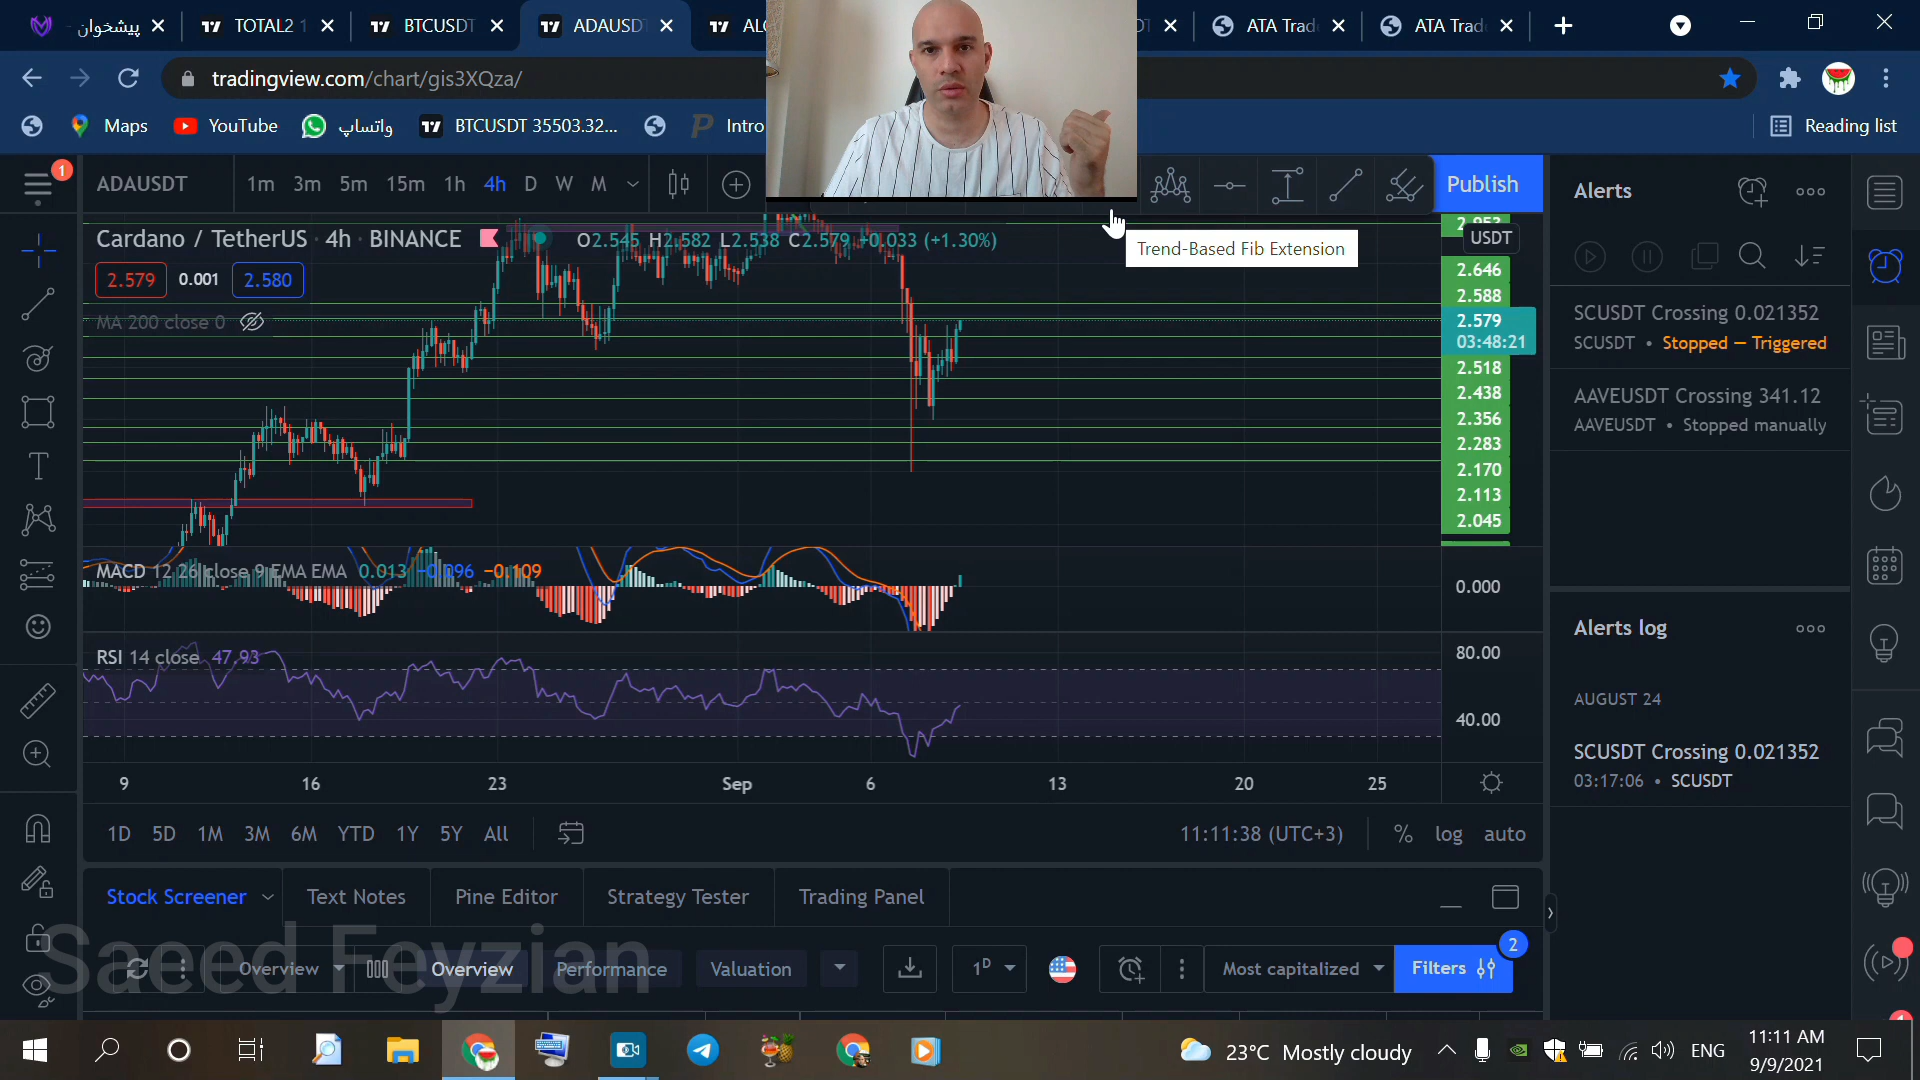 پیشخوان
TOTAL2 1
BTCUSDT
ADAUSDT
ATA Trad
ATA Trad
tradingview.com/chart/gis3XQza/
Maps
YouTube
واتساپ
BTCUSDT 35503.32...
Intro
Reading list
1
ADAUSDT
1m 3m 5m 15m 1h 4h D W M
Publish
Trend-Based Fib Extension
Cardano / TetherUS · 4h · BINANCE
O2.545 H2.582 L2.538 C2.579 +0.033 (+1.30%)
2.579 0.001 2.580
MA 200 close 0
2.953
USDT
2.646
2.588
2.579
03:48:21
2.518
2.438
2.356
2.283
2.170
2.113
2.045
MACD 12 26 close 9 EMA EMA 0.013 −0.096 −0.109
0.000
RSI 14 close 47.93
80.00
40.00
9 16 23 Sep 6 13 20 25
1D 5D 1M 3M 6M YTD 1Y 5Y All
11:11:38 (UTC+3)
% log auto
Alerts
SCUSDT Crossing 0.021352
SCUSDT • Stopped — Triggered
AAVEUSDT Crossing 341.12
AAVEUSDT • Stopped manually
Alerts log
AUGUST 24
SCUSDT Crossing 0.021352
03:17:06 • SCUSDT
Stock Screener Text Notes Pine Editor Strategy Tester Trading Panel
Saeed Feyzian
Overview Overview Performance Valuation
1D
Most capitalized
Filters
2
23°C Mostly cloudy
ENG
11:11 AM
9/9/2021